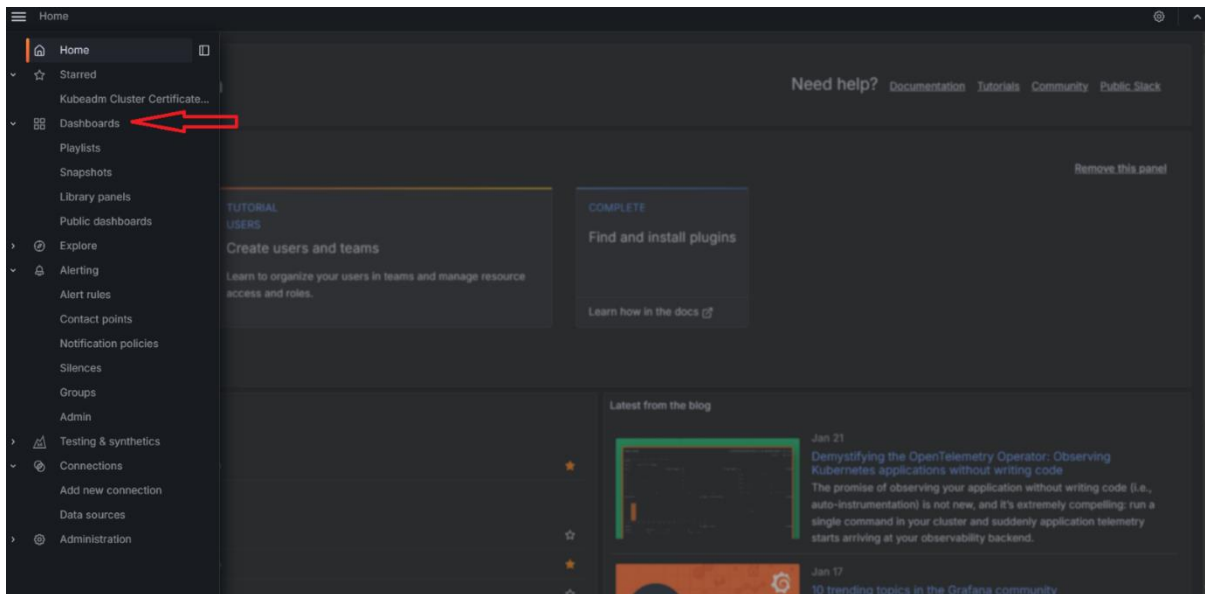 Home
Home
Starred
Kubeadm Cluster Certificate...
Dashboards
Playlists
Snapshots
Library panels
Public dashboards
Explore
Alerting
Alert rules
Contact points
Notification policies
Silences
Groups
Admin
Testing & synthetics
Connections
Add new connection
Data sources
Administration
Need help? Documentation Tutorials Community Public Slack
Remove this panel
TUTORIAL
USERS
Create users and teams
Learn to organize your users in teams and manage resource
access and roles.
COMPLETE
Find and install plugins
Learn how in the docs
Latest from the blog
Jan 21
Demystifying the OpenTelemetry Operator: Observing
Kubernetes applications without writing code
The promise of observing your application without writing code (i.e.,
auto-instrumentation) is not new, and it's extremely compelling: run a
single command in your cluster and suddenly application telemetry
starts arriving at your observability backend.
Jan 17
10 trending topics in the Grafana community